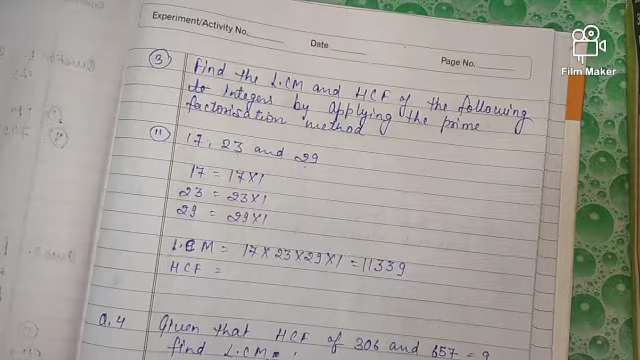 Experiment/Activity No.
Date
Page No.
Film Maker
③ Find the L.CM and HCF of the following
to Integers by applying the prime
factorisation method
(11) 17, 23 and 29
17 = 17×1
23 = 23×1
29 = 29×1
L.CM = 17×23×29×1 = 11339
HCF =
Q.4 Given that HCF of 306 and 657 = 9
find L.CM